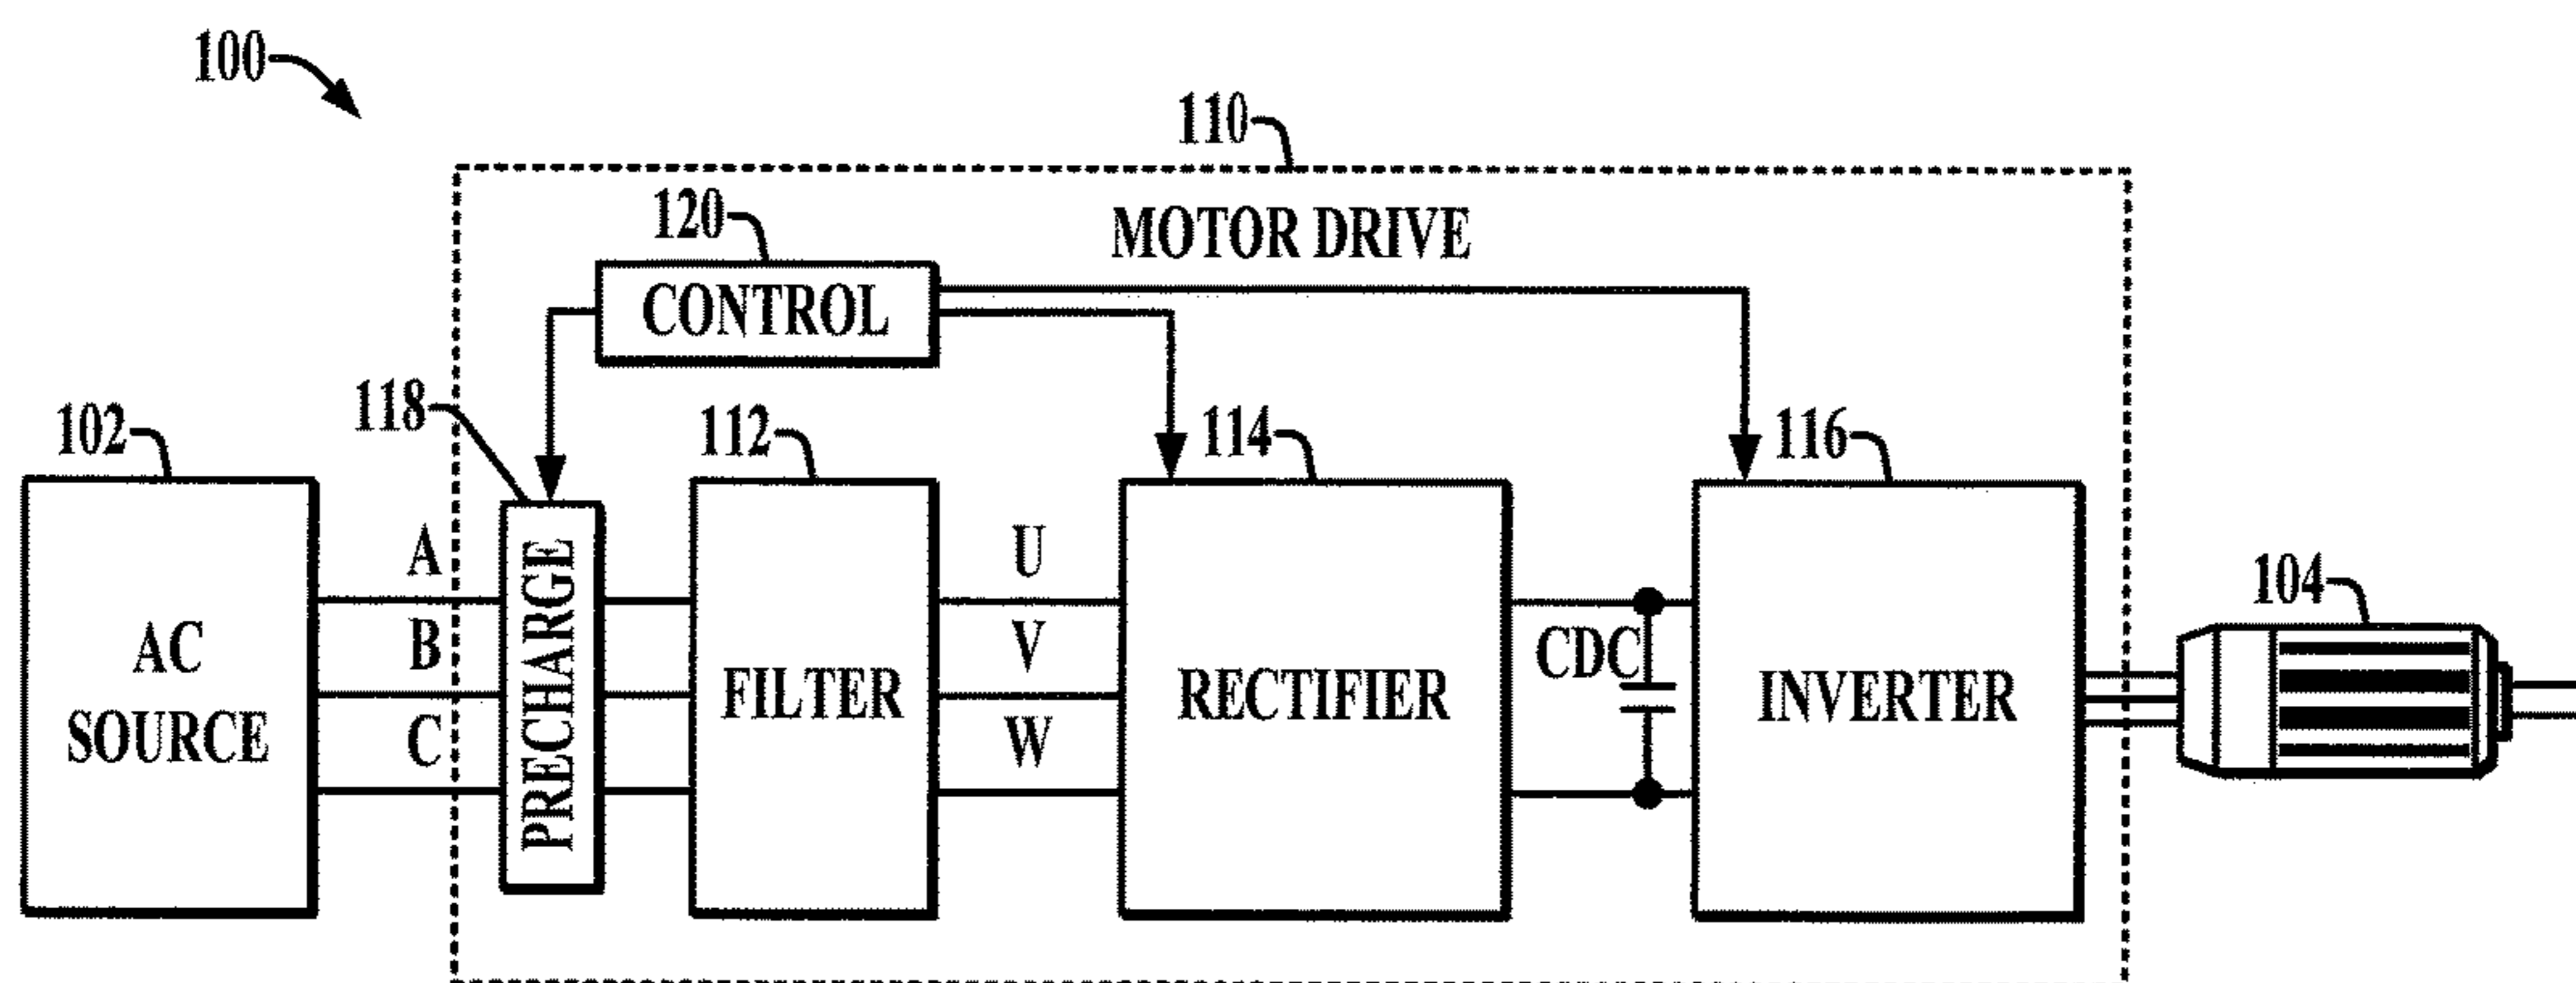 100
110
120
MOTOR DRIVE
CONTROL
118
102
112
114
116
A
U
104
B
V
CDC
AC
SOURCE
PRECHARGE
FILTER
RECTIFIER
INVERTER
C
W